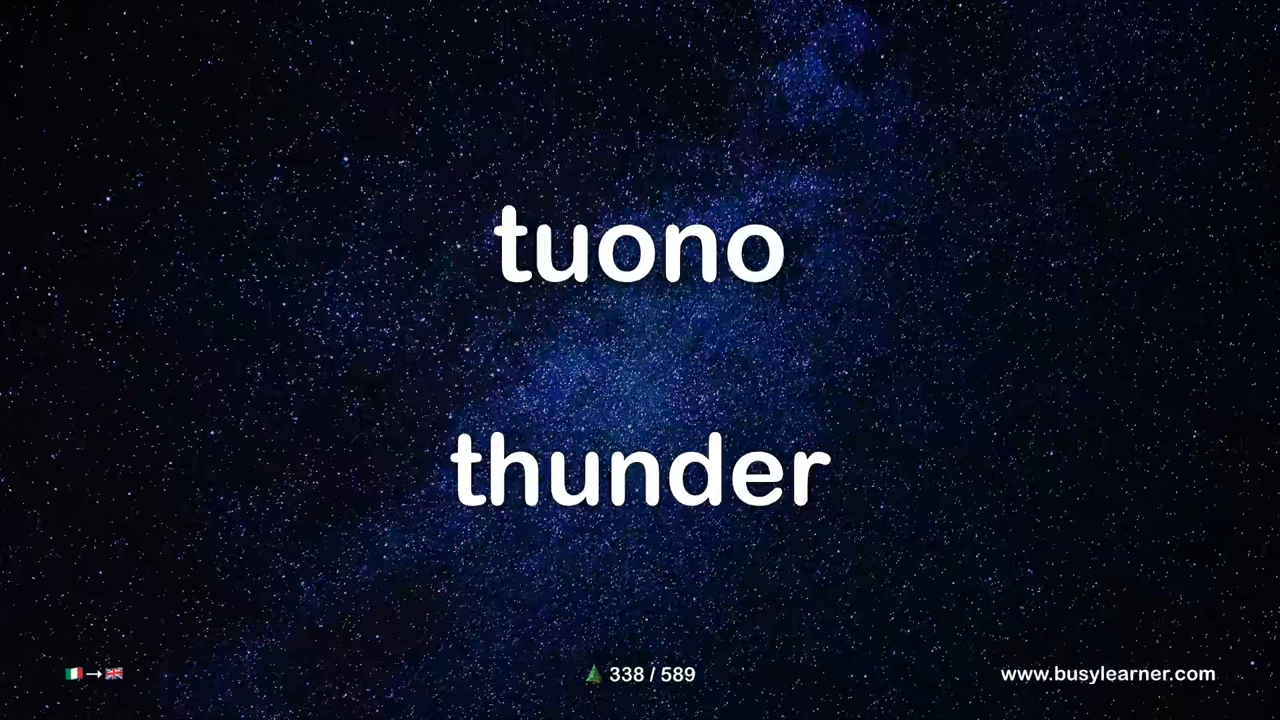 tuono
thunder
🇮🇹→🇬🇧
🌲 338 / 589
www.busylearner.com